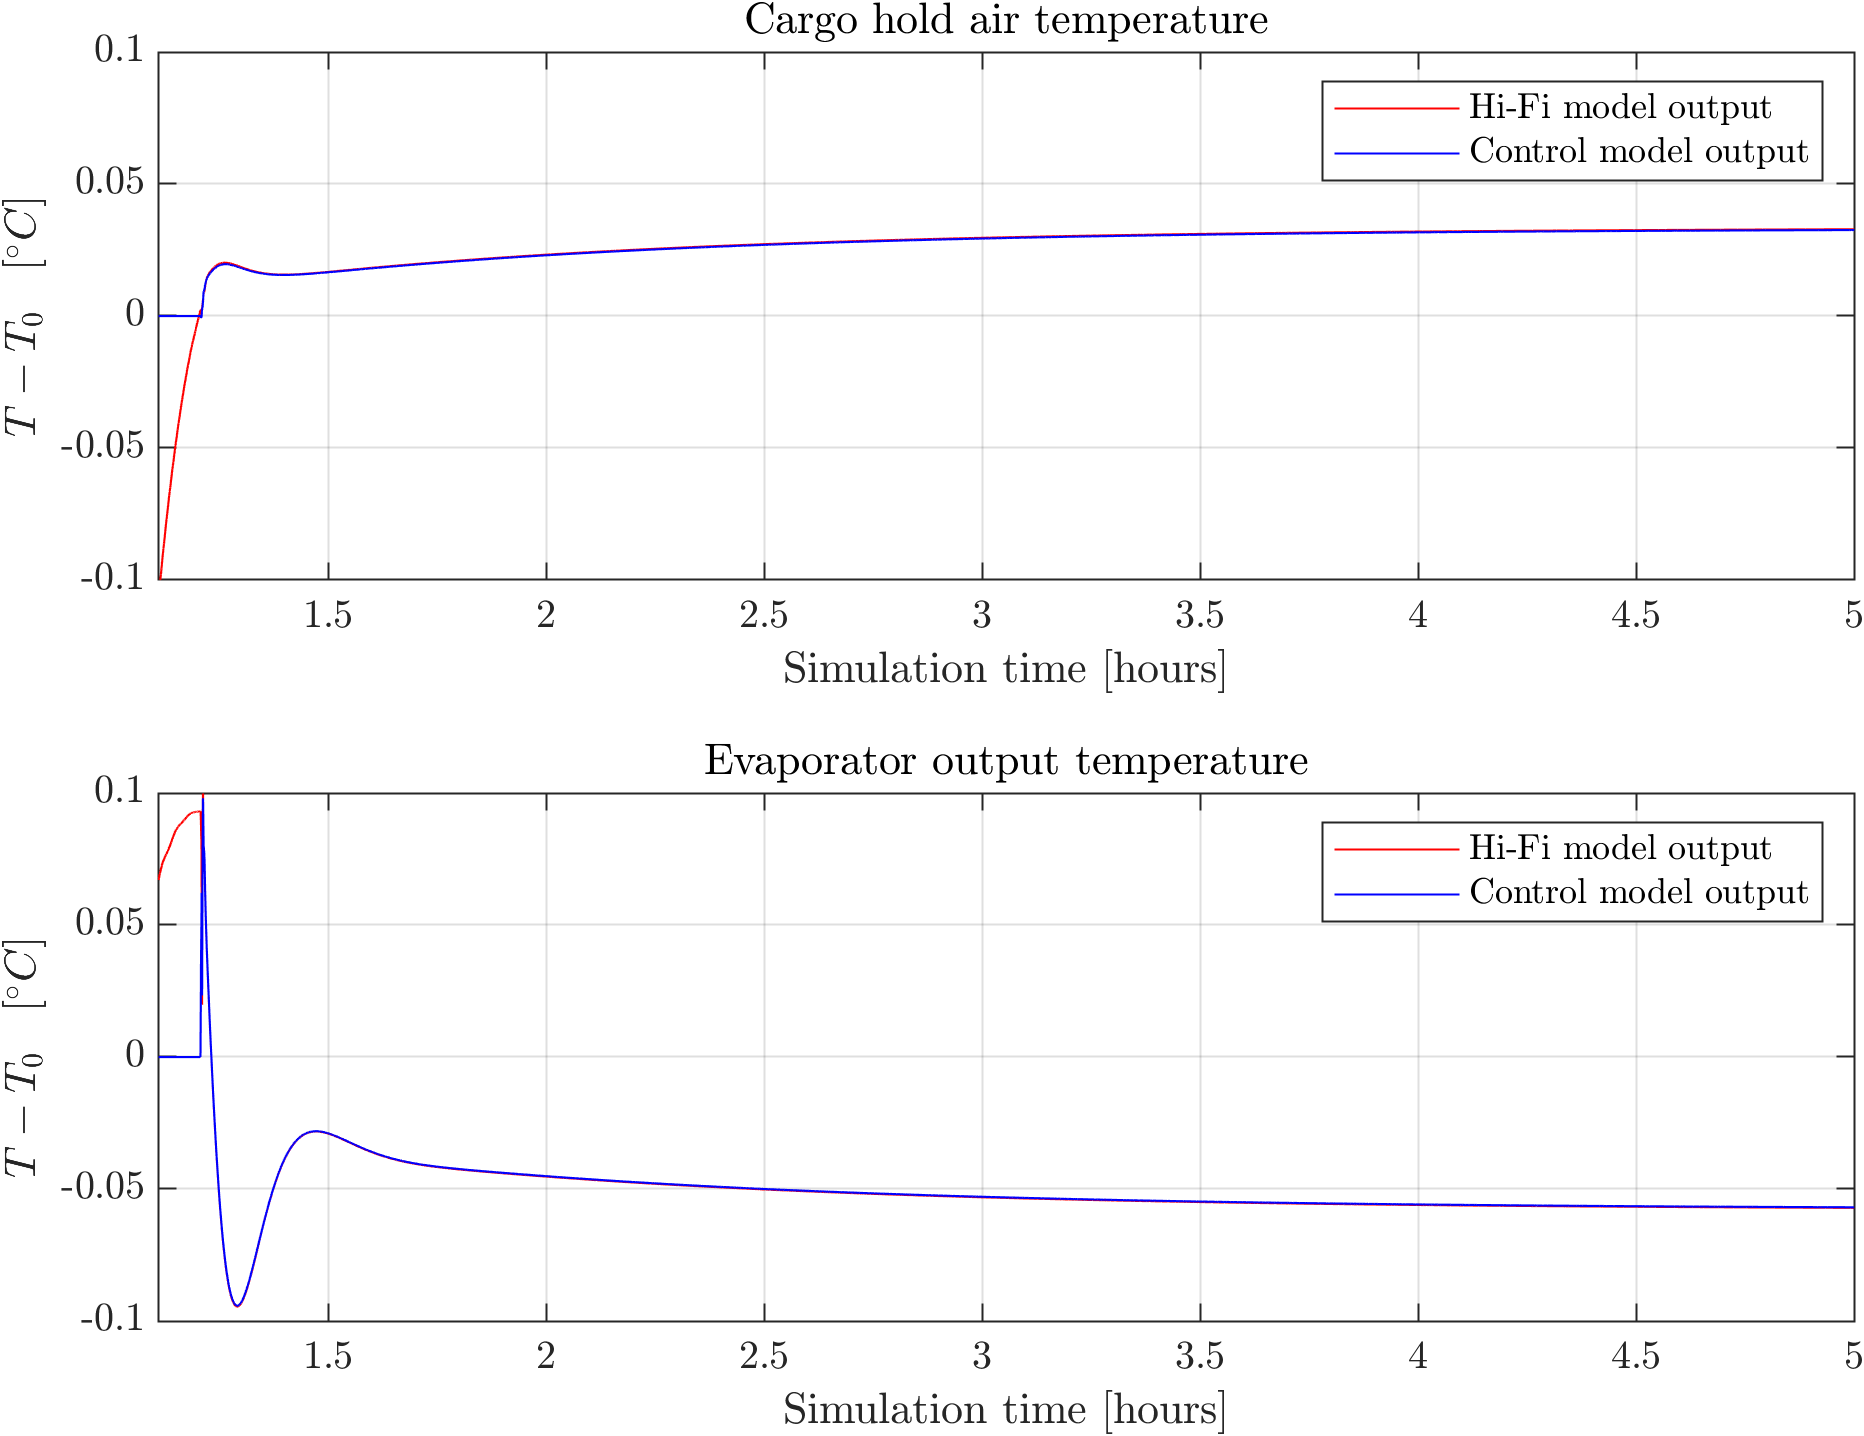 Cargo hold air temperature
0.1
0.05
0
-0.05
-0.1
T − T₀ [°C]
Hi-Fi model output
Control model output
1.5 2 2.5 3 3.5 4 4.5 5
Simulation time [hours]
Evaporator output temperature
0.1
0.05
0
-0.05
-0.1
T − T₀ [°C]
Hi-Fi model output
Control model output
1.5 2 2.5 3 3.5 4 4.5 5
Simulation time [hours]